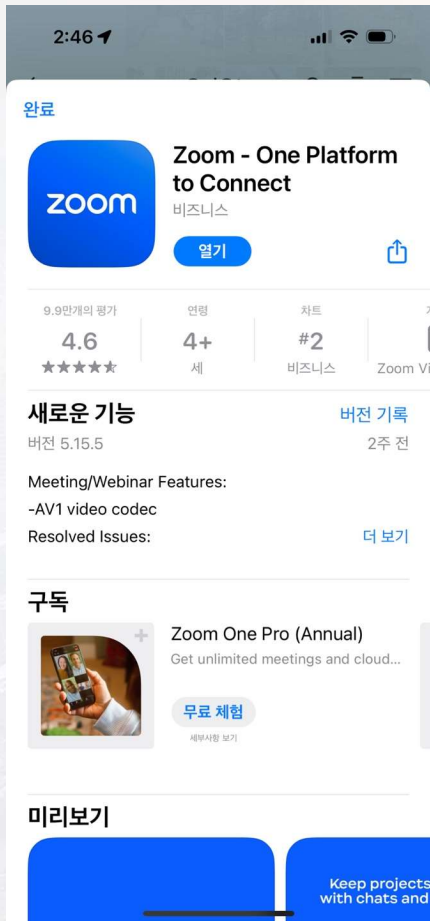 2:46
완료
zoom
Zoom - One Platform
to Connect
비즈니스
열기
9.9만개의 평가
연령
차트
4.6
4+
#2
세
비즈니스
Zoom Vi
새로운 기능
버전 기록
버전 5.15.5
2주 전
Meeting/Webinar Features:
-AV1 video codec
Resolved Issues:
더 보기
구독
Zoom One Pro (Annual)
Get unlimited meetings and cloud...
무료 체험
세부사항 보기
미리보기
Keep projects
with chats and